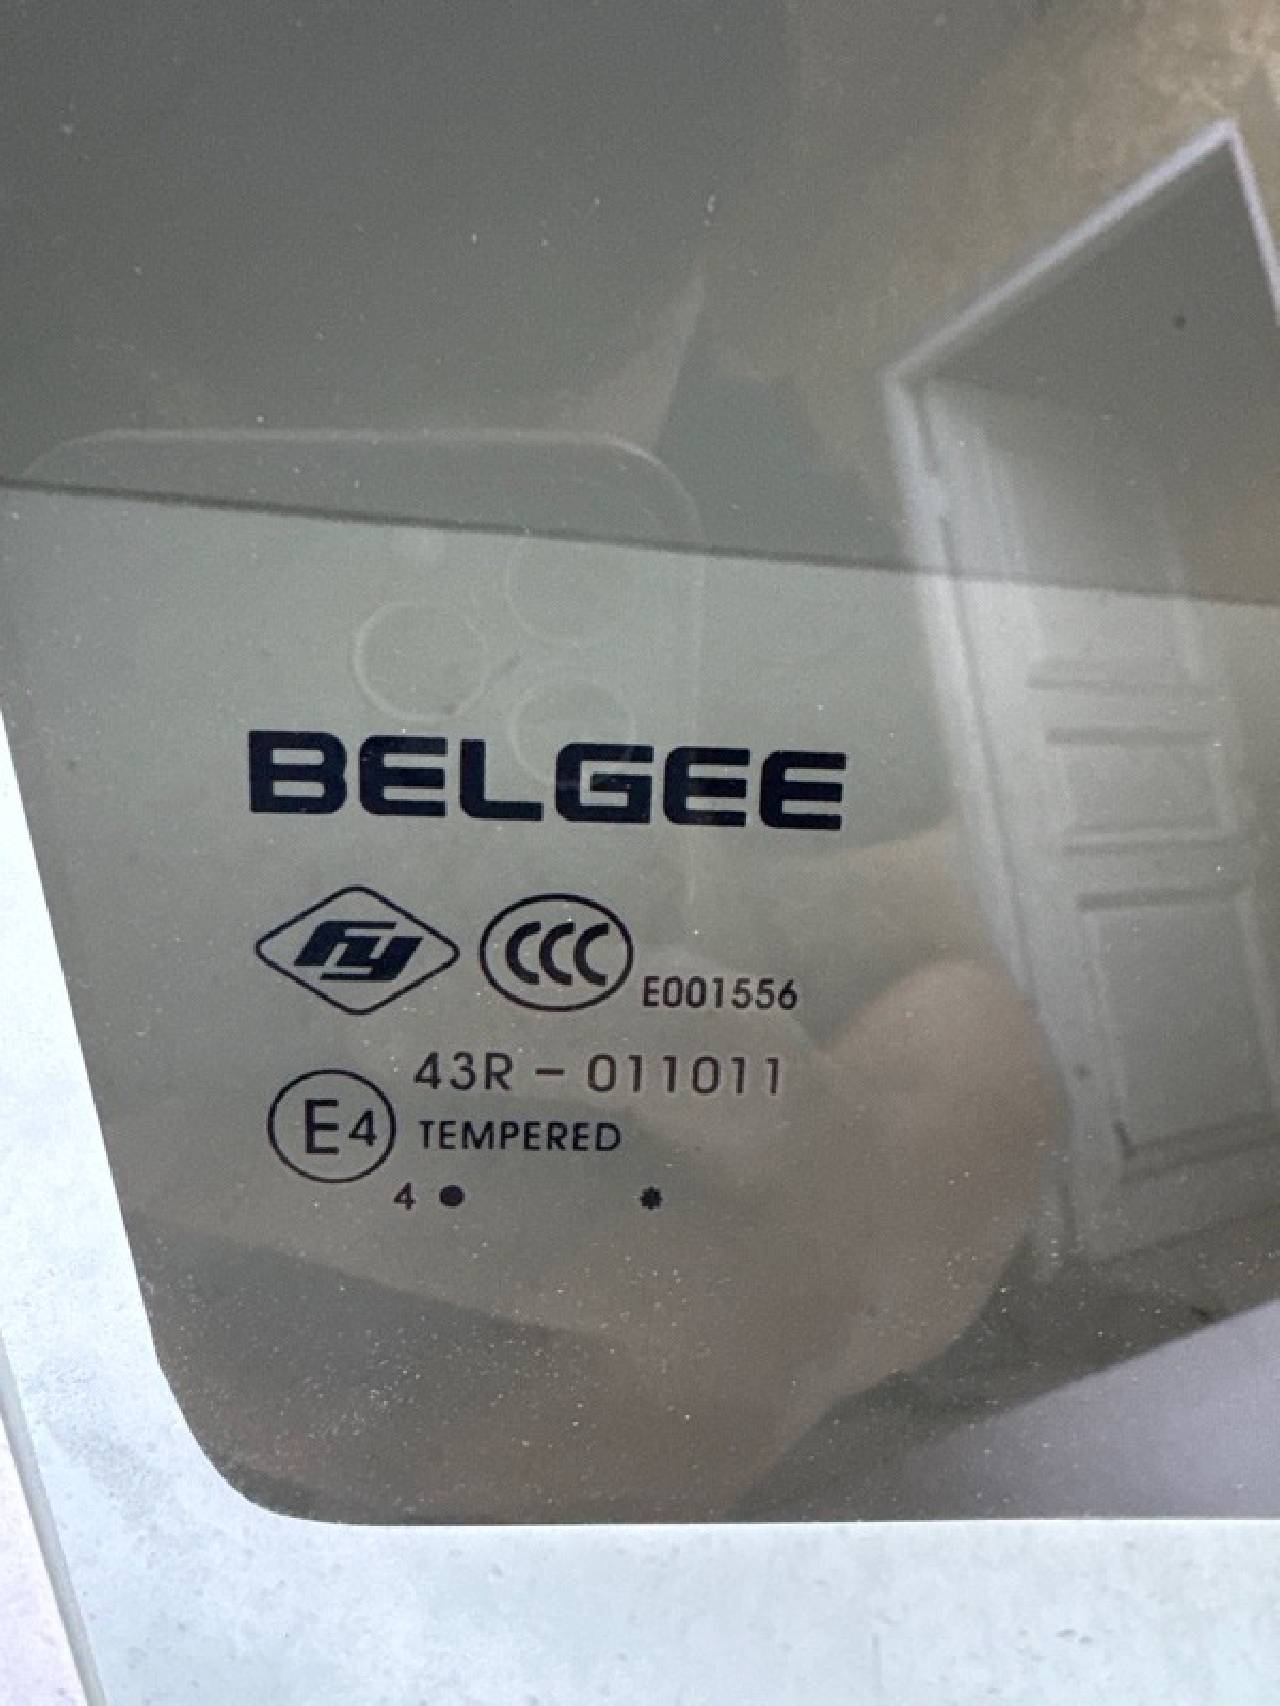 BELGEE
fy CCC E001556
43R - 011011
E4 TEMPERED
4